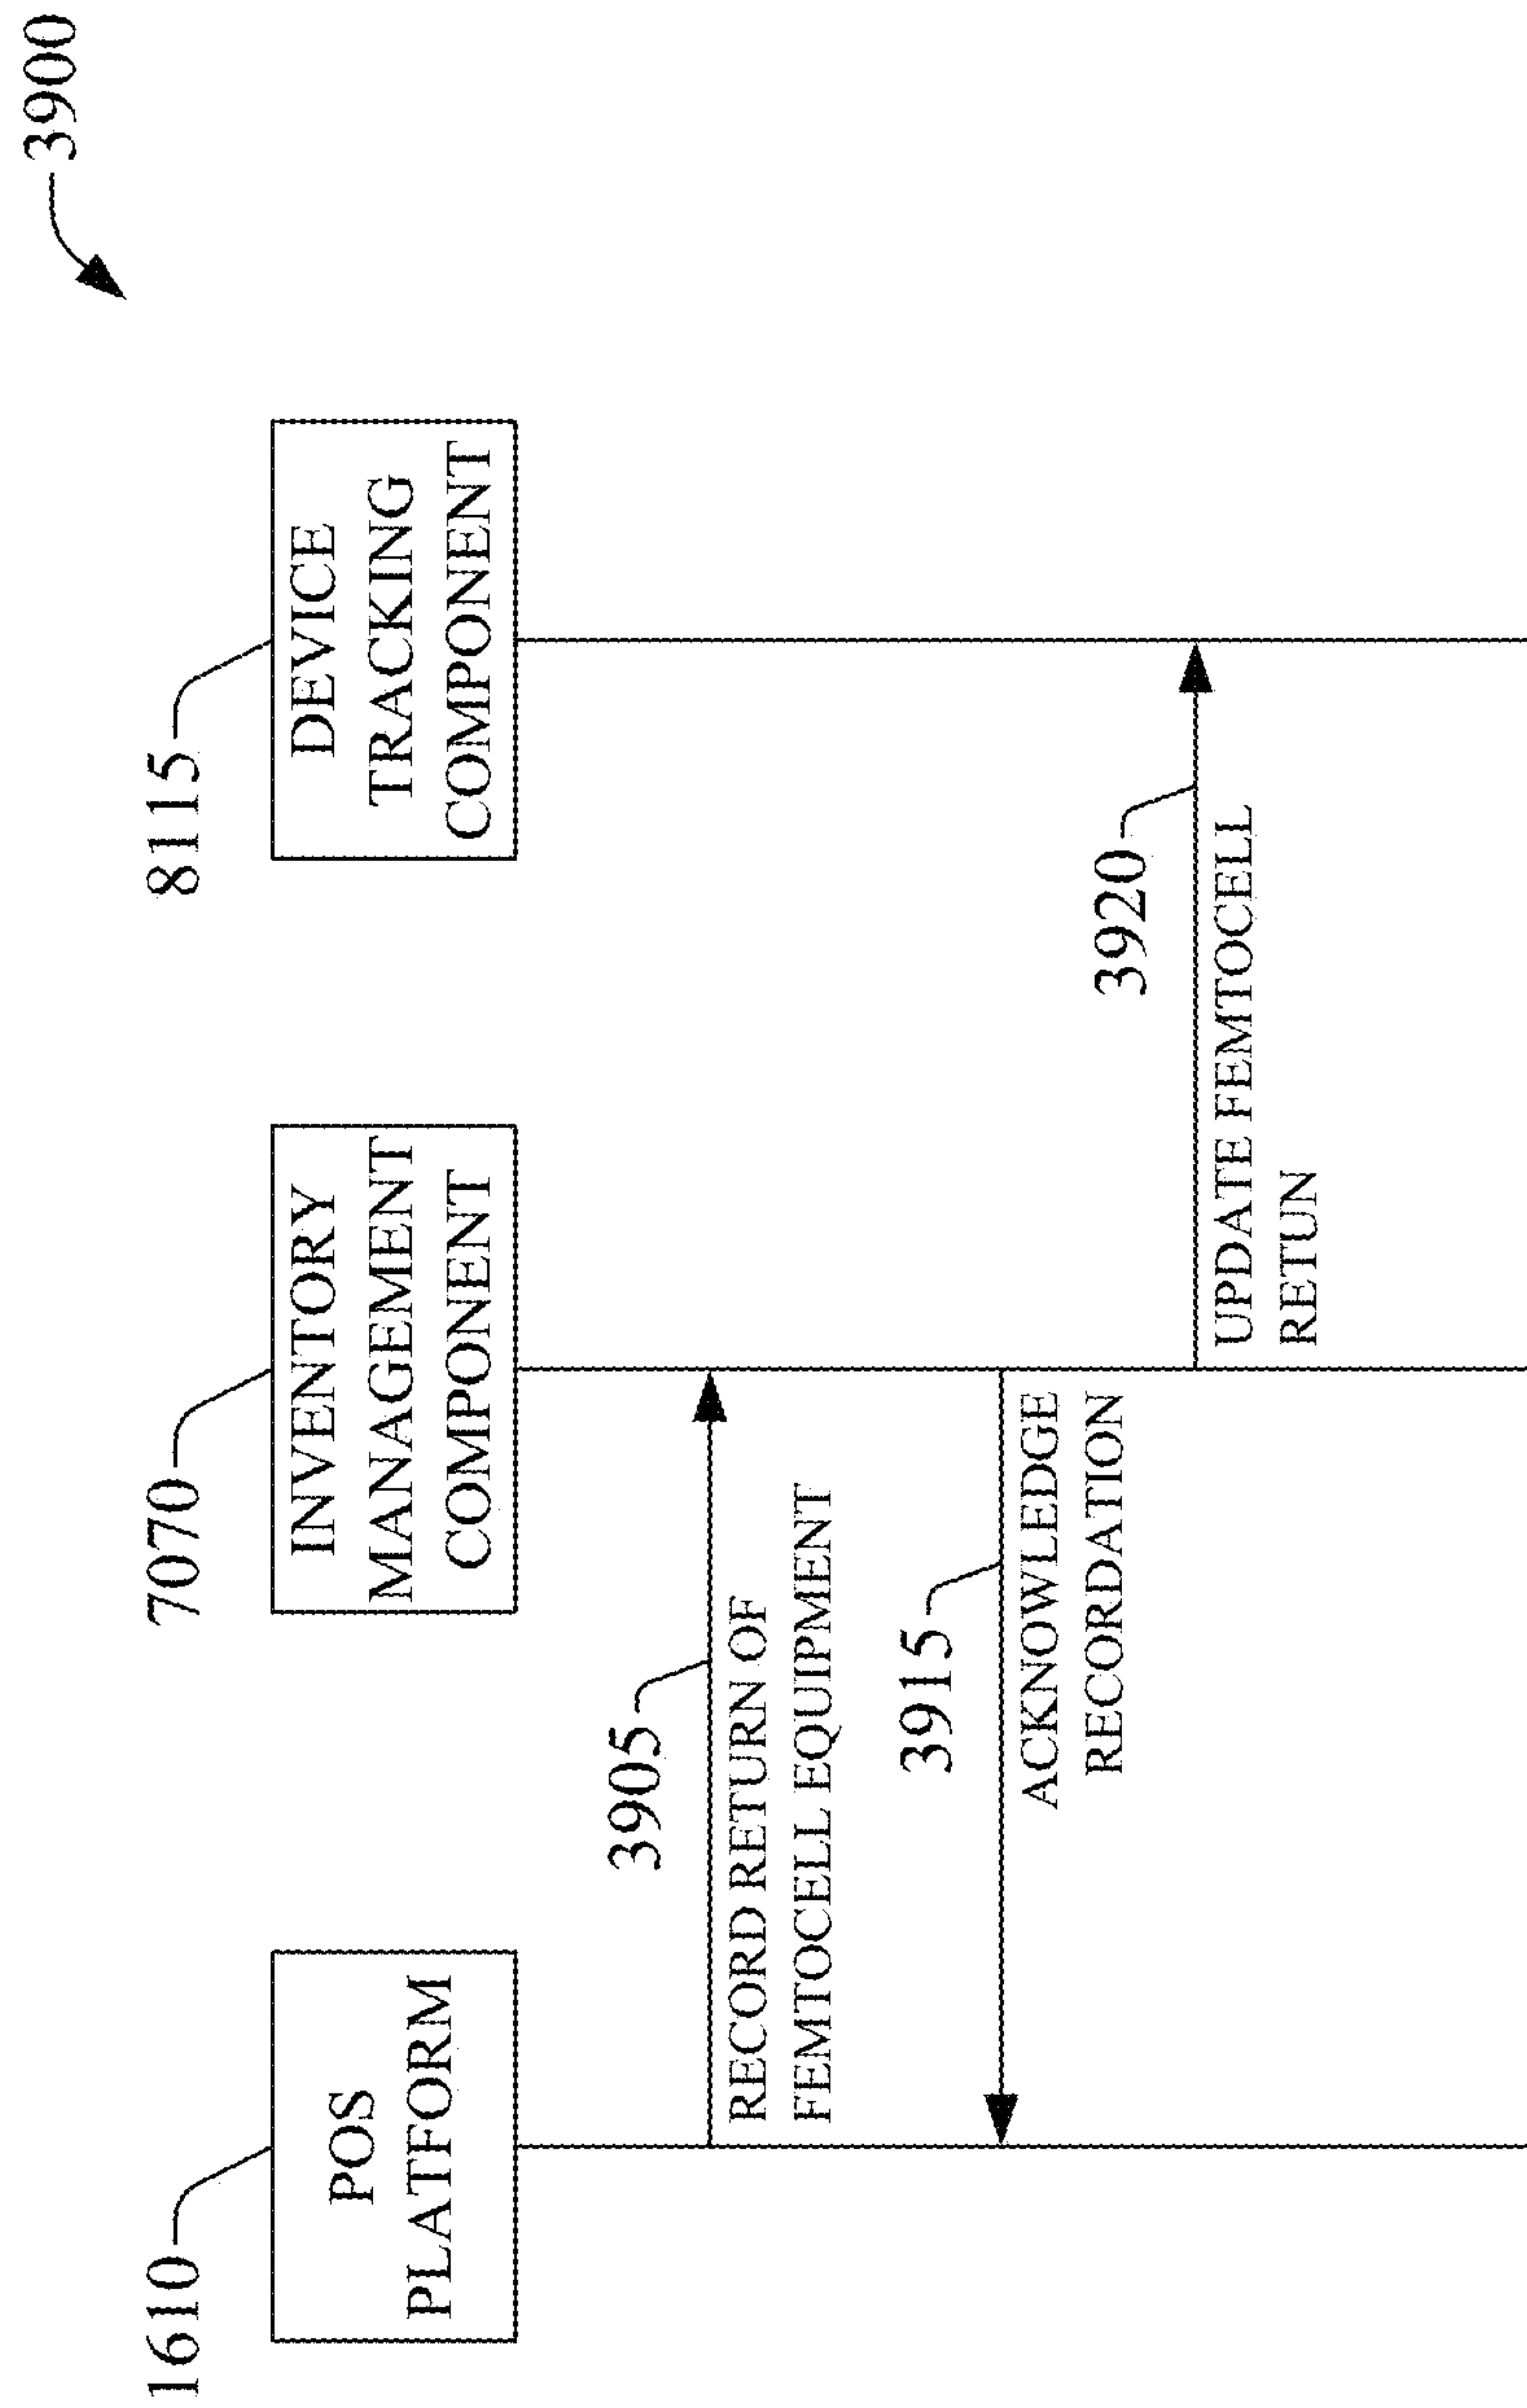 3900
1610
7070
8115
POS
PLATFORM
INVENTORY
MANAGEMENT
COMPONENT
DEVICE
TRACKING
COMPONENT
3905
RECORD RETURN OF
FEMTOCELL EQUIPMENT
3915
ACKNOWLEDGE
RECORDATION
3920
UPDATE FEMTOCELL
RETUN